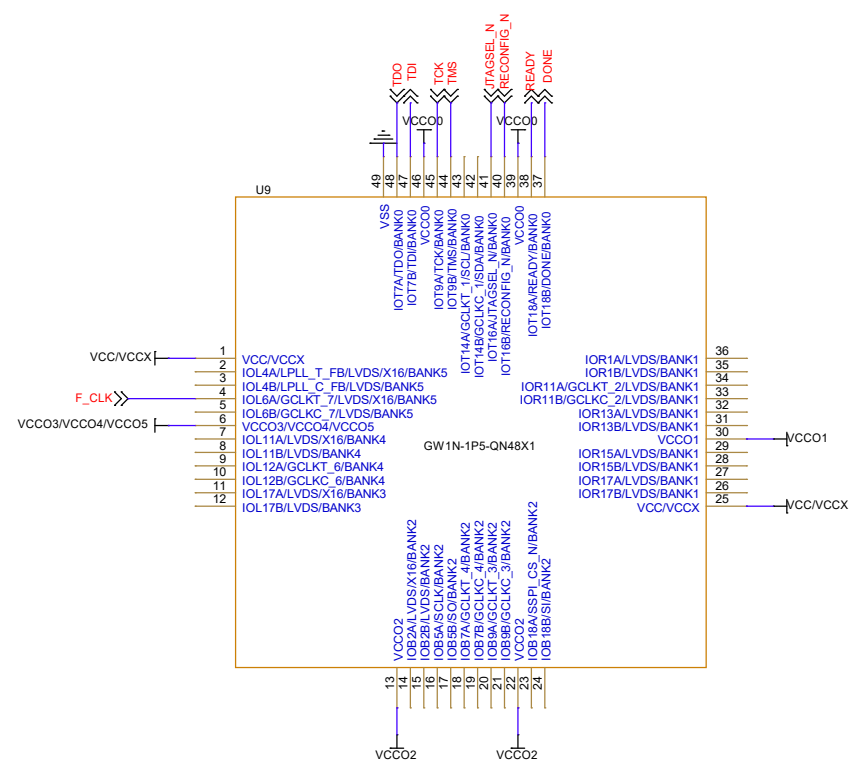 TDO
TDI
TCK
TMS
JTAGSEL_N
RECONFIG_N
READY
DONE
VCCO0
VCCO0
49
48
47
46
45
44
43
42
41
40
39
38
37
U9
VSS
IOT7A/TDO/BANK0
IOT7B/TDI/BANK0
VCCO0
IOT9A/TCK/BANK0
IOT9B/TMS/BANK0
IOT14A/GCLKT_1/SCL/BANK0
IOT14B/GCLKC_1/SDA/BANK0
IOT16A/JTAGSEL_N/BANK0
IOT16B/RECONFIG_N/BANK0
VCCO0
IOT18A/READY/BANK0
IOT18B/DONE/BANK0
VCC/VCCX 1 VCC/VCCX
2 IOL4A/LPLL_T_FB/LVDS/X16/BANK5
3 IOL4B/LPLL_C_FB/LVDS/BANK5
F_CLK 4 IOL6A/GCLKT_7/LVDS/X16/BANK5
5 IOL6B/GCLKC_7/LVDS/BANK5
VCCO3/VCCO4/VCCO5 6 VCCO3/VCCO4/VCCO5
7 IOL11A/LVDS/X16/BANK4
8 IOL11B/LVDS/BANK4
9 IOL12A/GCLKT_6/BANK4
10 IOL12B/GCLKC_6/BANK4
11 IOL17A/LVDS/X16/BANK3
12 IOL17B/LVDS/BANK3
GW1N-1P5-QN48X1
IOR1A/LVDS/BANK1 36
IOR1B/LVDS/BANK1 35
IOR11A/GCLKT_2/LVDS/BANK1 34
IOR11B/GCLKC_2/LVDS/BANK1 33
IOR13A/LVDS/BANK1 32
IOR13B/LVDS/BANK1 31
VCCO1 30 VCCO1
IOR15A/LVDS/BANK1 29
IOR15B/LVDS/BANK1 28
IOR17A/LVDS/BANK1 27
IOR17B/LVDS/BANK1 26
VCC/VCCX 25 VCC/VCCX
VCCO2
IOB2A/LVDS/X16/BANK2
IOB2B/LVDS/BANK2
IOB5A/SCLK/BANK2
IOB5B/SO/BANK2
IOB7A/GCLKT_4/BANK2
IOB7B/GCLKC_4/BANK2
IOB9A/GCLKT_3/BANK2
IOB9B/GCLKC_3/BANK2
VCCO2
IOB18A/SSPI_CS_N/BANK2
IOB18B/SI/BANK2
13
14
15
16
17
18
19
20
21
22
23
24
VCCO2
VCCO2